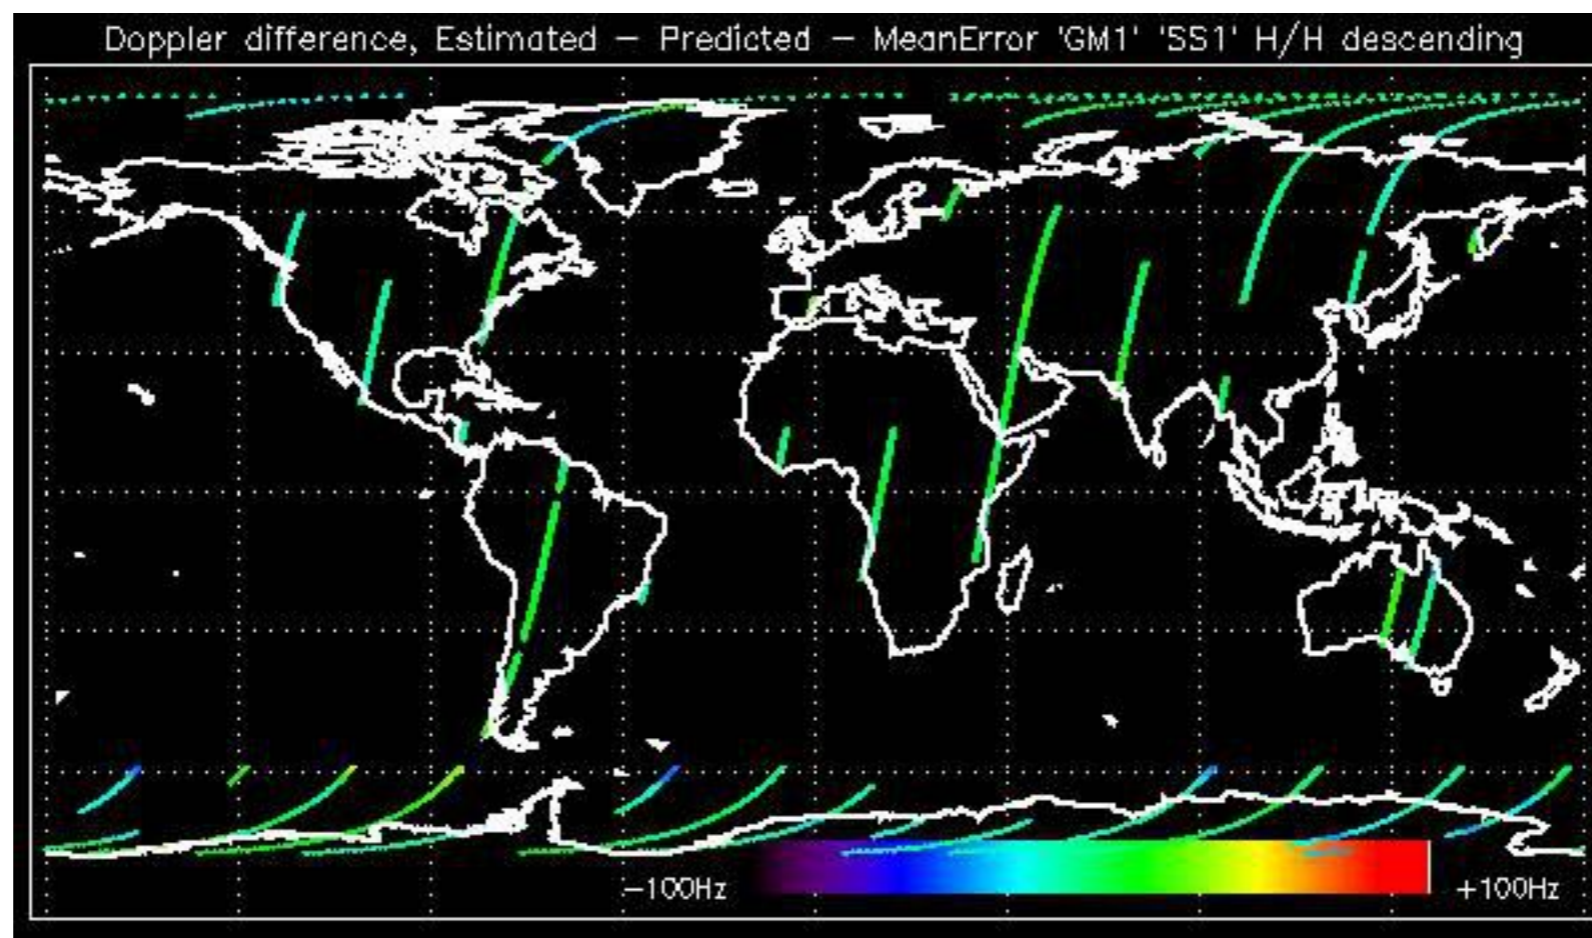 Doppler difference, Estimated – Predicted – MeanError 'GM1' 'SS1' H/H descending
−100Hz
+100Hz